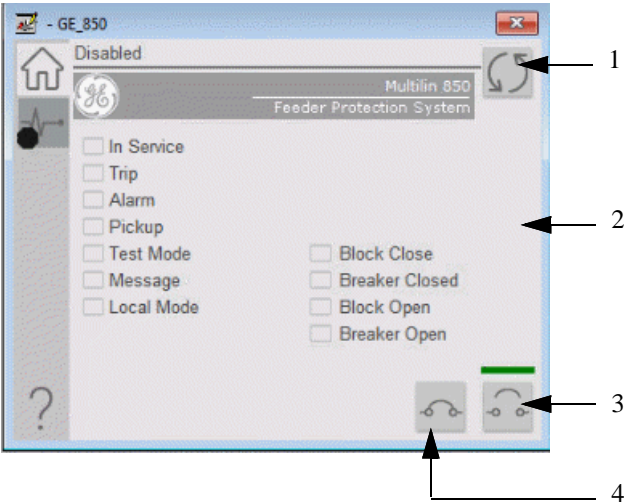 - GE_850
Disabled
1
GE
Multilin 850
Feeder Protection System
In Service
Trip
Alarm
Pickup
2
Test Mode
Block Close
Message
Breaker Closed
Local Mode
Block Open
Breaker Open
?
3
4